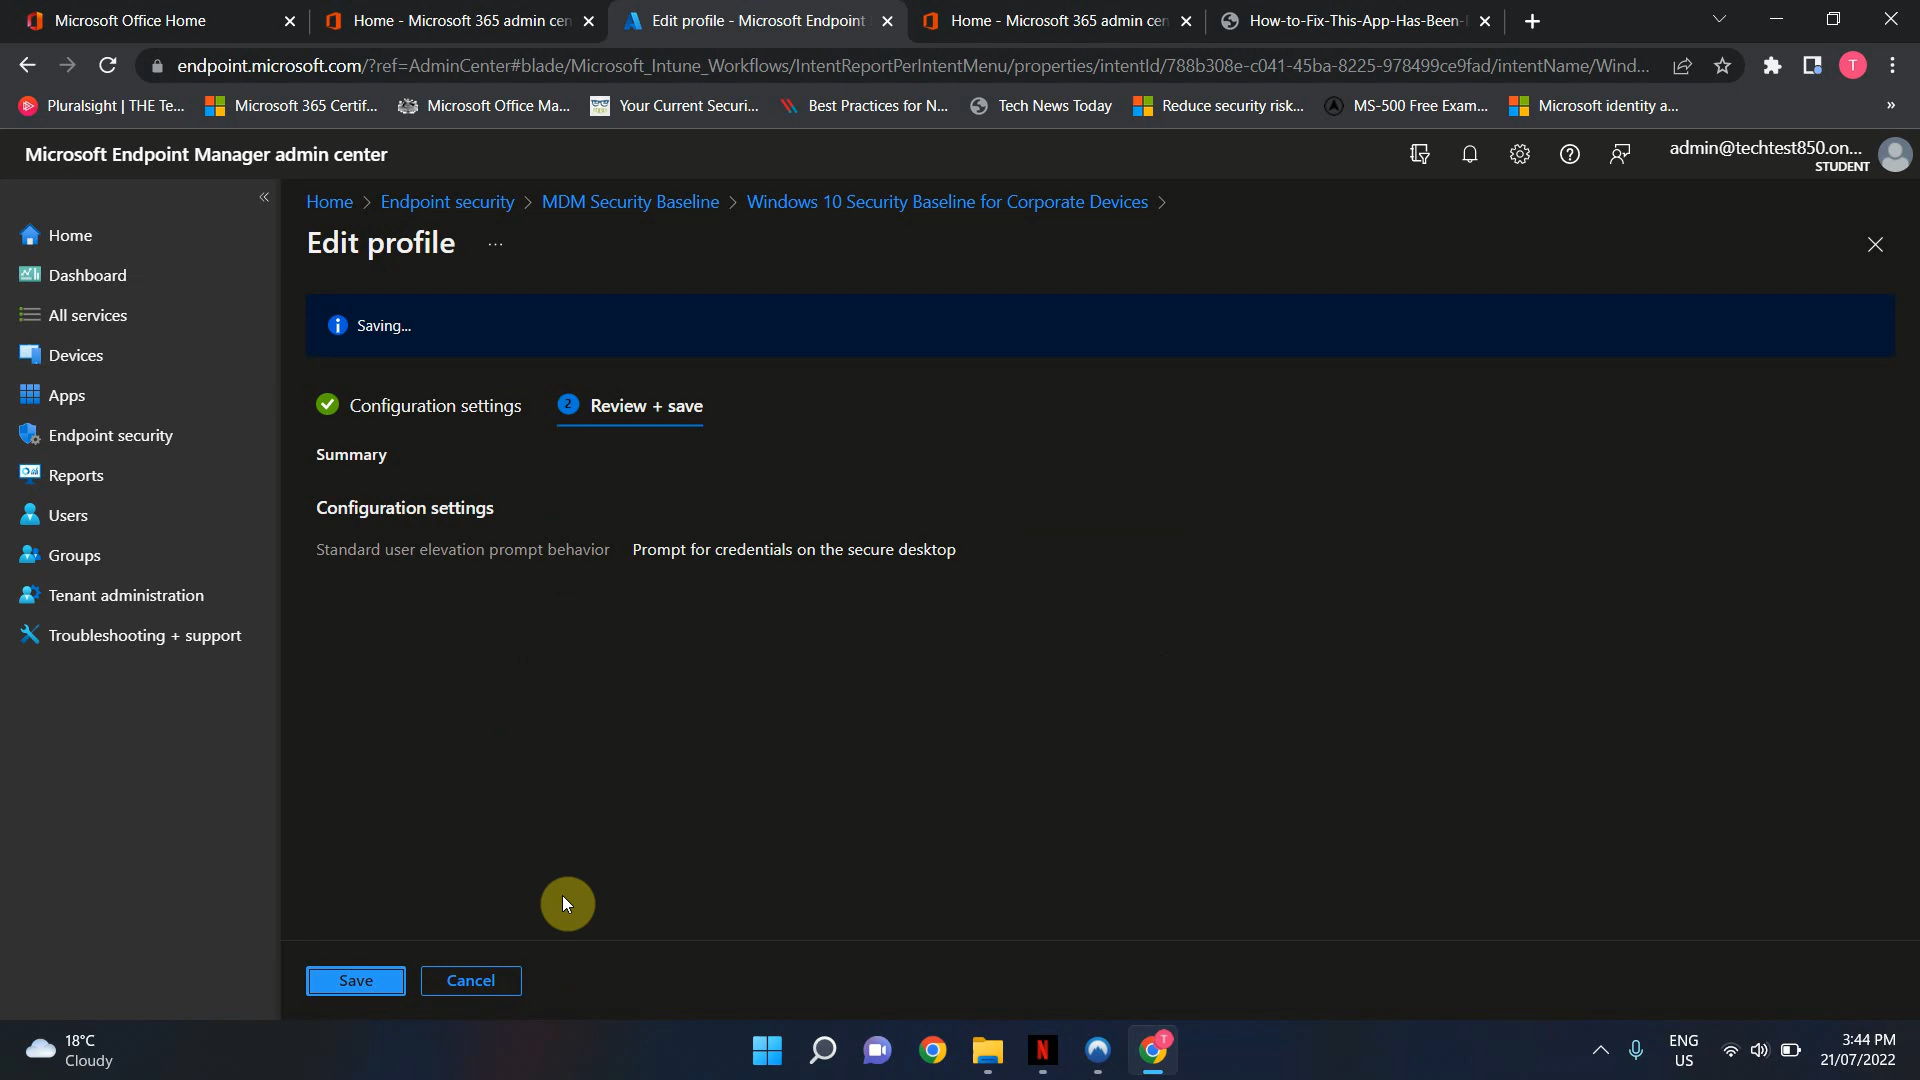 Microsoft Office Home
Home - Microsoft 365 admin cen
Edit profile - Microsoft Endpoint
Home - Microsoft 365 admin cen
How-to-Fix-This-App-Has-Been-
endpoint.microsoft.com/?ref=AdminCenter#blade/Microsoft_Intune_Workflows/IntentReportPerIntentMenu/properties/intentId/788b308e-c041-45ba-8225-978499ce9fad/intentName/Wind...
T
Pluralsight | THE Te...
Microsoft 365 Certif...
Microsoft Office Ma...
Your Current Securi...
Best Practices for N...
Tech News Today
Reduce security risk...
MS-500 Free Exam...
Microsoft identity a...
»
Microsoft Endpoint Manager admin center
admin@techtest850.on...
STUDENT
«
Home > Endpoint security > MDM Security Baseline > Windows 10 Security Baseline for Corporate Devices >
Edit profile ...
Home
Dashboard
All services
Devices
Apps
Endpoint security
Reports
Users
Groups
Tenant administration
Troubleshooting + support
Saving...
Configuration settings
2 Review + save
Summary
Configuration settings
Standard user elevation prompt behavior Prompt for credentials on the secure desktop
Save
Cancel
18°C
Cloudy
N
T
ENG
US
3:44 PM
21/07/2022